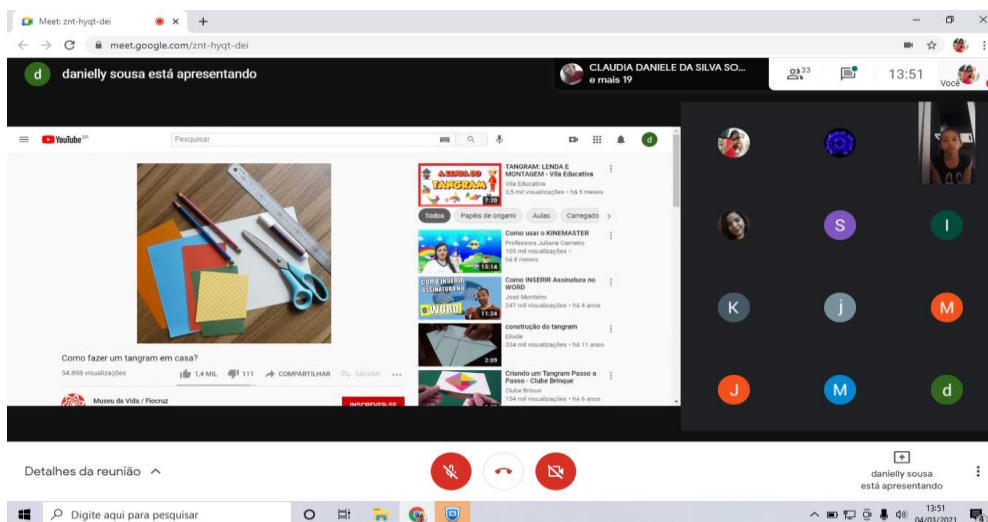 Meet: znt-hyqt-dei
meet.google.com/znt-hyqt-dei
d
danielly sousa está apresentando
CLAUDIA DANIELE DA SILVA SO...
e mais 19
33
13:51
Você
YouTube BR
Pesquisar
d
A LENDA DO
TANGRAM
7:20
TANGRAM: LENDA E
MONTAGEM - Vila Educativa
Vila Educativa
3,5 mil visualizações • há 5 meses
Todos
Papéis de origami
Aulas
Carregado
15:14
Como usar o KINEMASTER
Professora Juliana Carneiro
105 mil visualizações •
há 8 meses
COMO INSERIR
ASSINATURA NO
WORD
11:24
Como INSERIR Assinatura no
WORD
José Monteiro
247 mil visualizações • há 4 anos
2:09
construção do tangram
Eliude
334 mil visualizações • há 11 anos
Criando um Tangram Passo a
Passo - Clube Brinque
Clube Brinque
154 mil visualizações • há 6 anos
Como fazer um tangram em casa?
54.898 visualizações
1,4 MIL
111
COMPARTILHAR
SALVAR
Museu da Vida / Fiocruz
INSCREVER-SE
S
I
K
j
M
J
M
d
Detalhes da reunião
danielly sousa
está apresentando
Digite aqui para pesquisar
13:51
04/03/2021
4